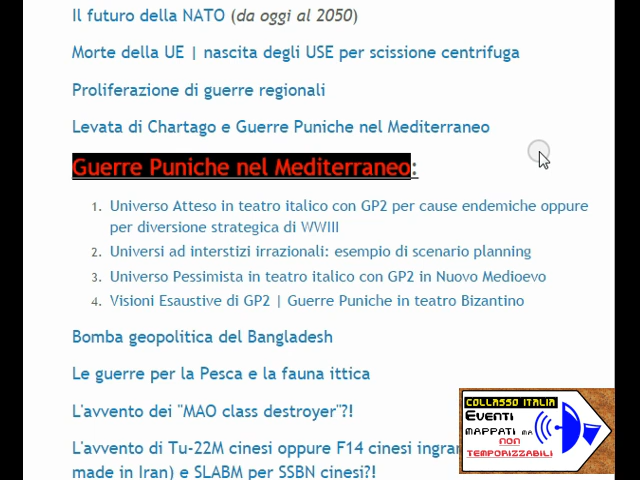 Il futuro della NATO (da oggi al 2050)
Morte della UE | nascita degli USE per scissione centrifuga
Proliferazione di guerre regionali
Levata di Chartago e Guerre Puniche nel Mediterraneo
Guerre Puniche nel Mediterraneo:
1. Universo Atteso in teatro italico con GP2 per cause endemiche oppure
per diversione strategica di WWIII
2. Universi ad interstizi irrazionali: esempio di scenario planning
3. Universo Pessimista in teatro italico con GP2 in Nuovo Medioevo
4. Visioni Esaustive di GP2 | Guerre Puniche in teatro Bizantino
Bomba geopolitica del Bangladesh
Le guerre per la Pesca e la fauna ittica
L'avvento dei "MAO class destroyer"?!
L'avvento di Tu-22M cinesi oppure F14 cinesi
made in Iran) e SLABM per SSBN cinesi?!
COLLASSO ITALIA
EVENTI
MAPPATI MA
NON
TEMPORIZZABILI